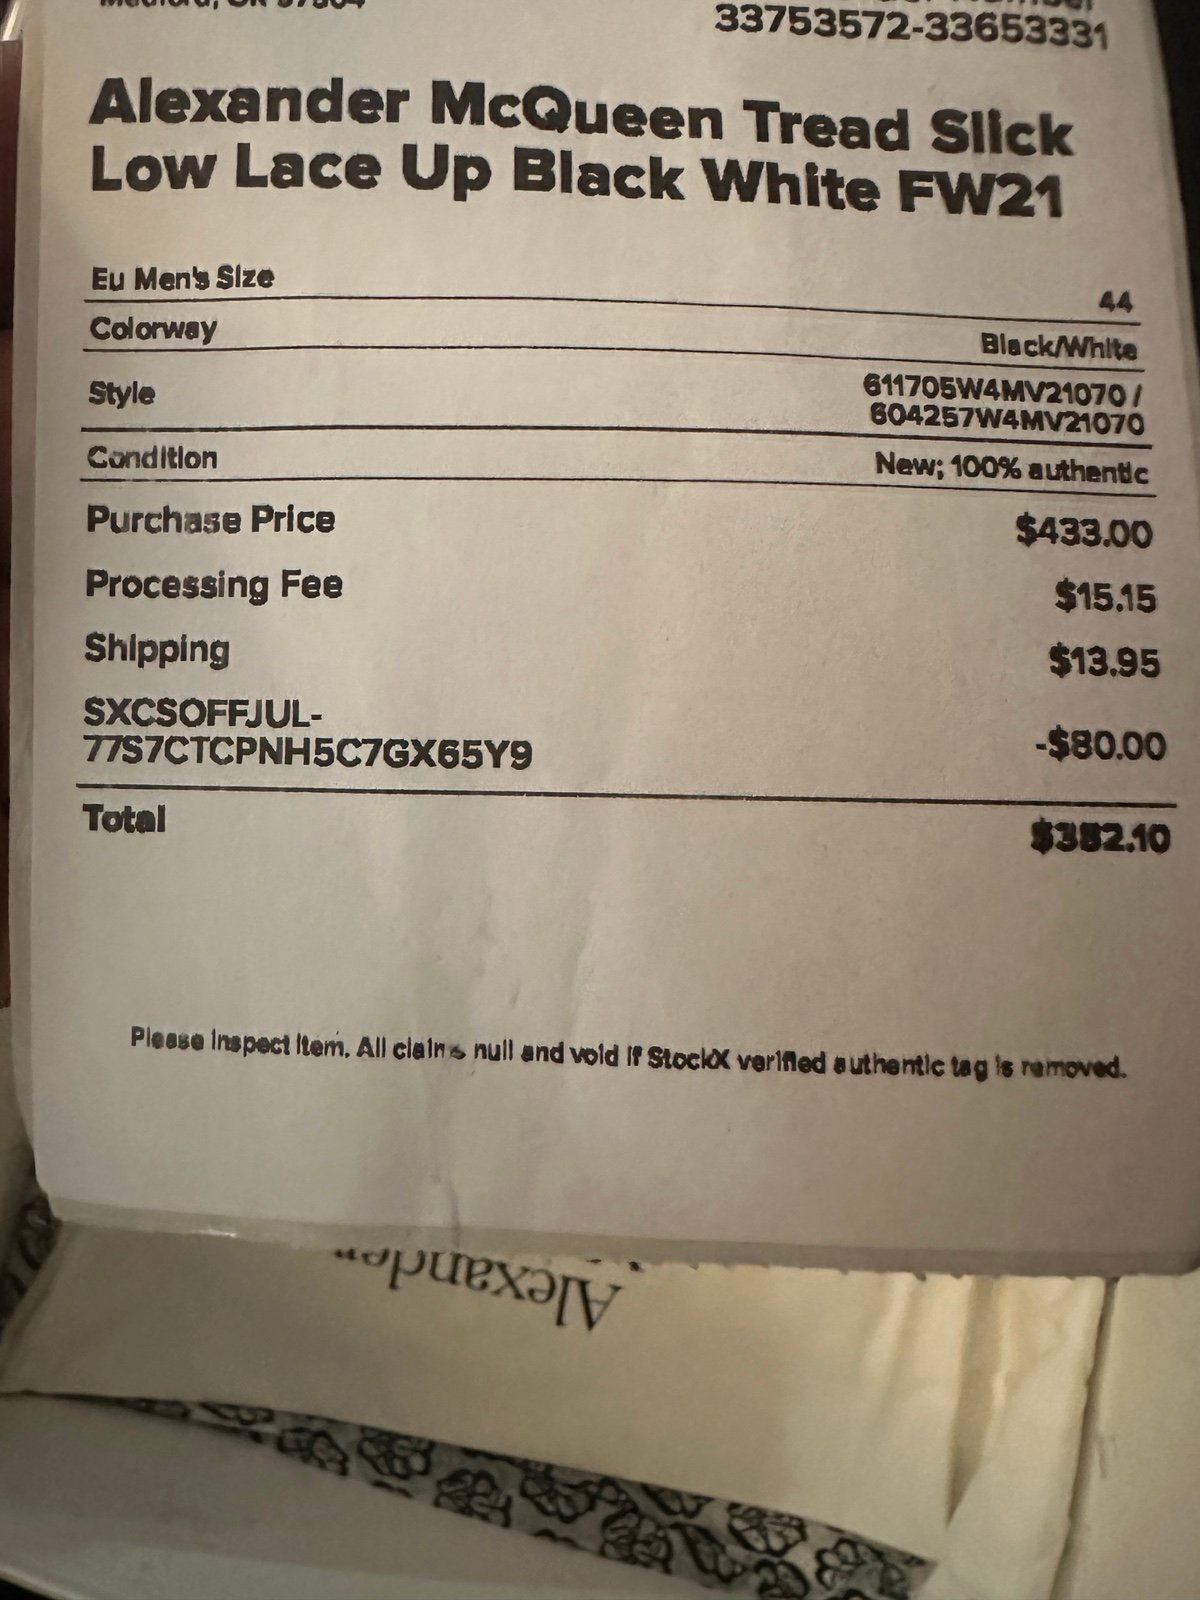 33753572-33653331
Alexander McQueen Tread Slick
Low Lace Up Black White FW21
Eu Men's Size 44
Colorway Black/White
Style 611705W4MV21070 /
604257W4MV21070
Condition New; 100% authentic
Purchase Price $433.00
Processing Fee $15.15
Shipping $13.95
SXCSOFFJUL-
77S7CTCPNH5C7GX65Y9 -$80.00
Total $382.10
Please inspect item. All claims null and void if StockX verified authentic tag is removed.
Alexander